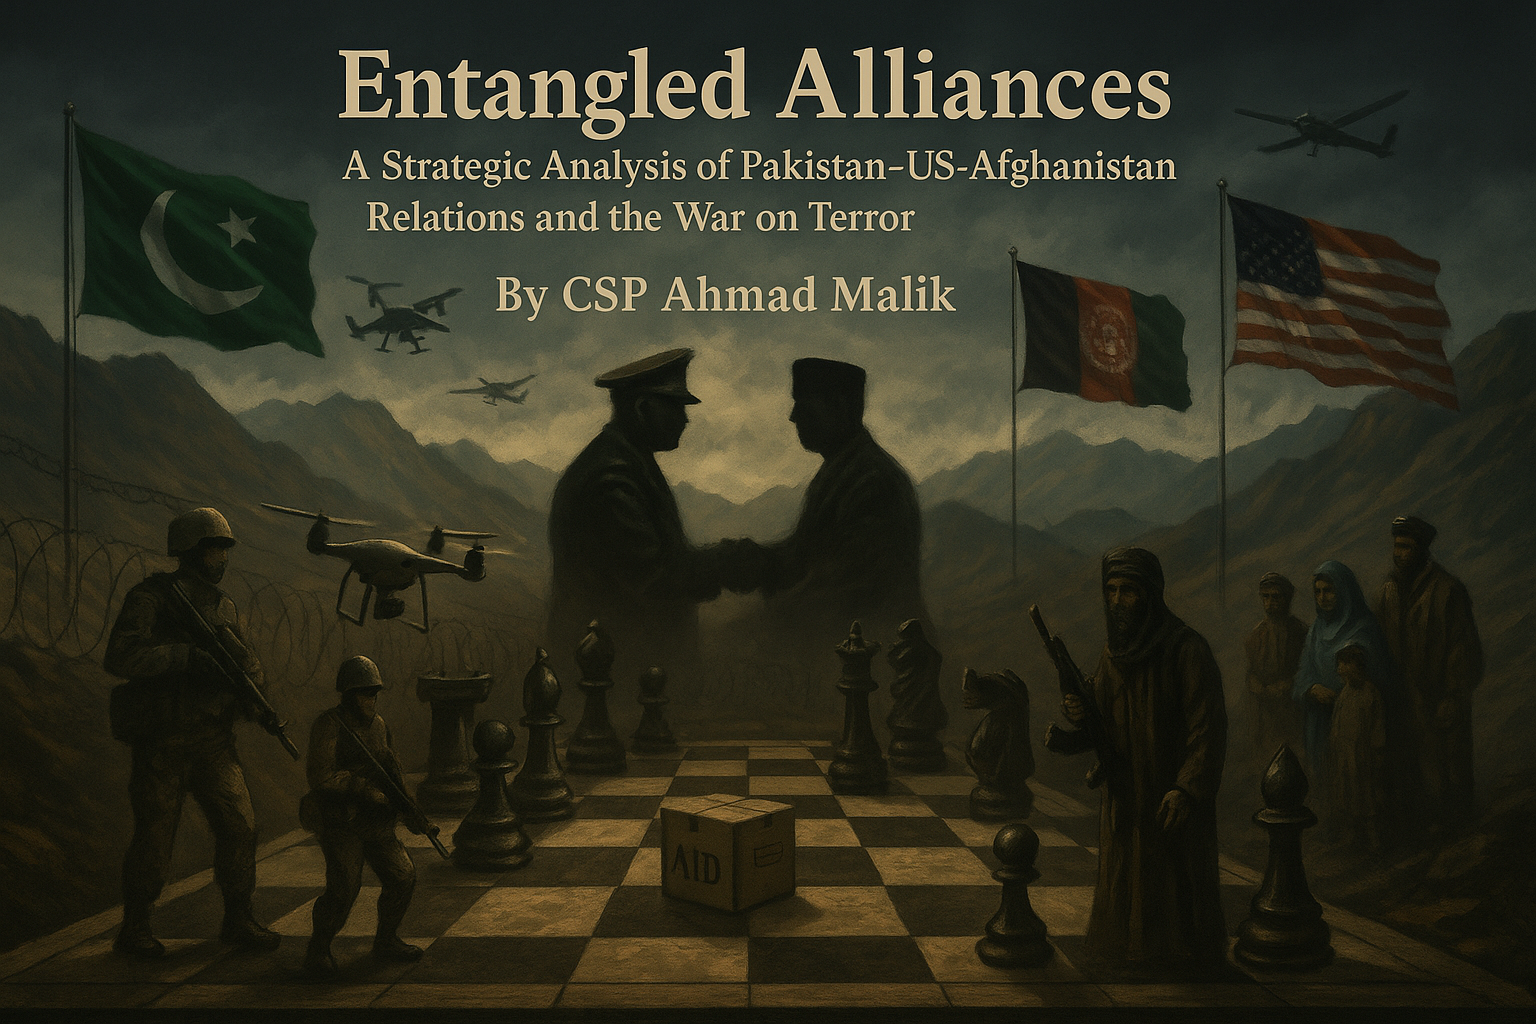 Entangled Alliances
A Strategic Analysis of Pakistan–US-Afghanistan
Relations and the War on Terror
By CSP Ahmad Malik
AID